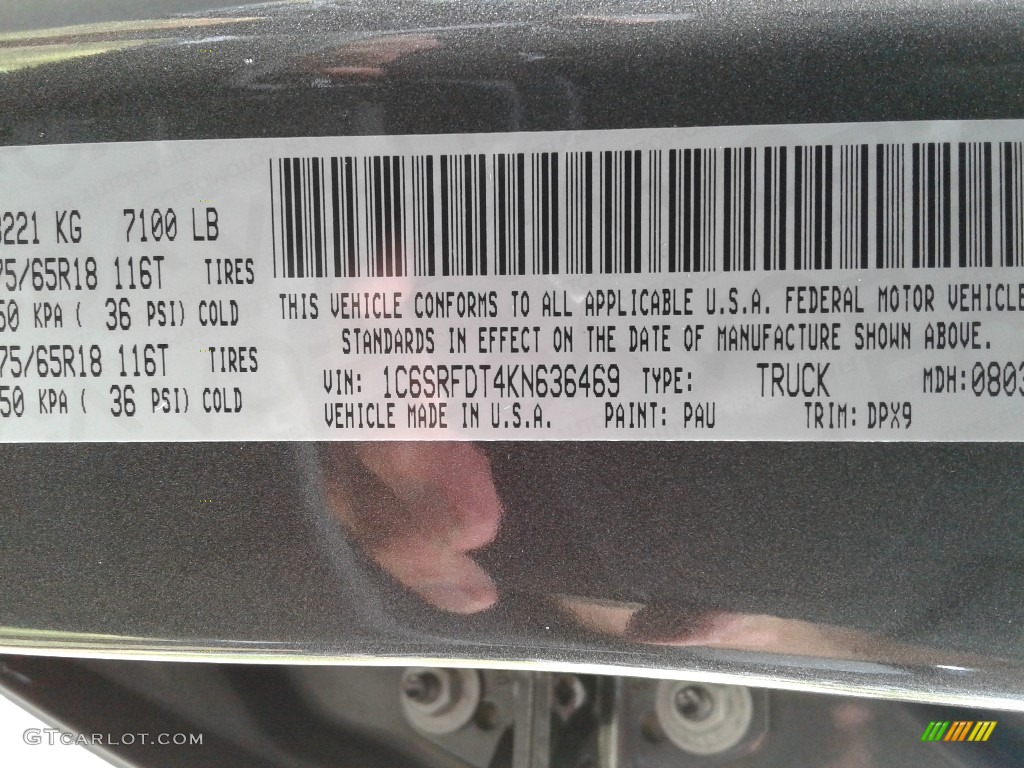 3221 KG 7100 LB
75/65R18 116T TIRES
50 KPA ( 36 PSI) COLD
75/65R18 116T TIRES
50 KPA ( 36 PSI) COLD
THIS VEHICLE CONFORMS TO ALL APPLICABLE U.S.A. FEDERAL MOTOR VEHICLE
STANDARDS IN EFFECT ON THE DATE OF MANUFACTURE SHOWN ABOVE.
VIN: 1C6SRFDT4KN636469 TYPE: TRUCK MDH:0803
VEHICLE MADE IN U.S.A. PAINT: PAU TRIM: DPX9
GTCARLOT.COM